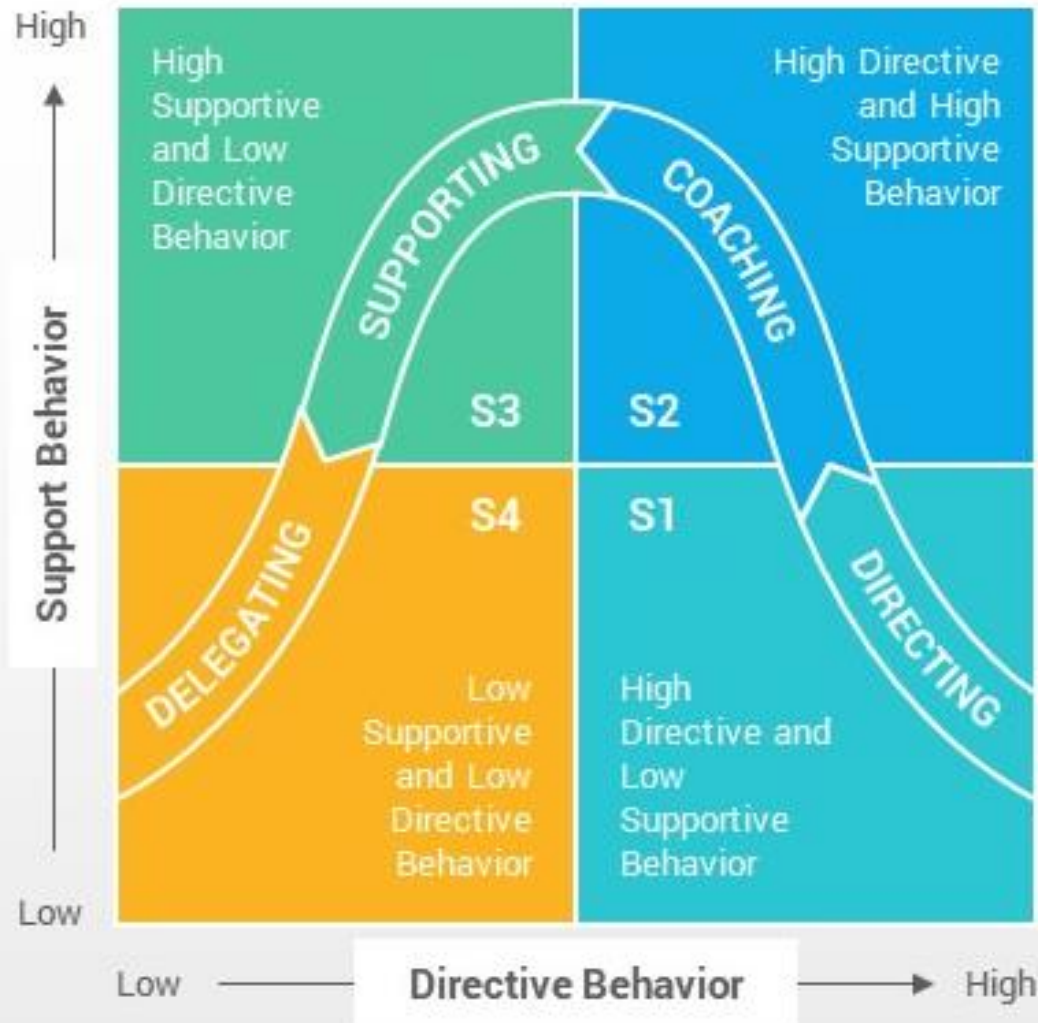 High
Support Behavior
Low
High
Supportive
and Low
Directive
Behavior
SUPPORTING
S3
High Directive
and High
Supportive
Behavior
COACHING
S2
S4
DELEGATING
Low
Supportive
and Low
Directive
Behavior
S1
DIRECTING
High
Directive and
Low
Supportive
Behavior
Low
Directive Behavior
High